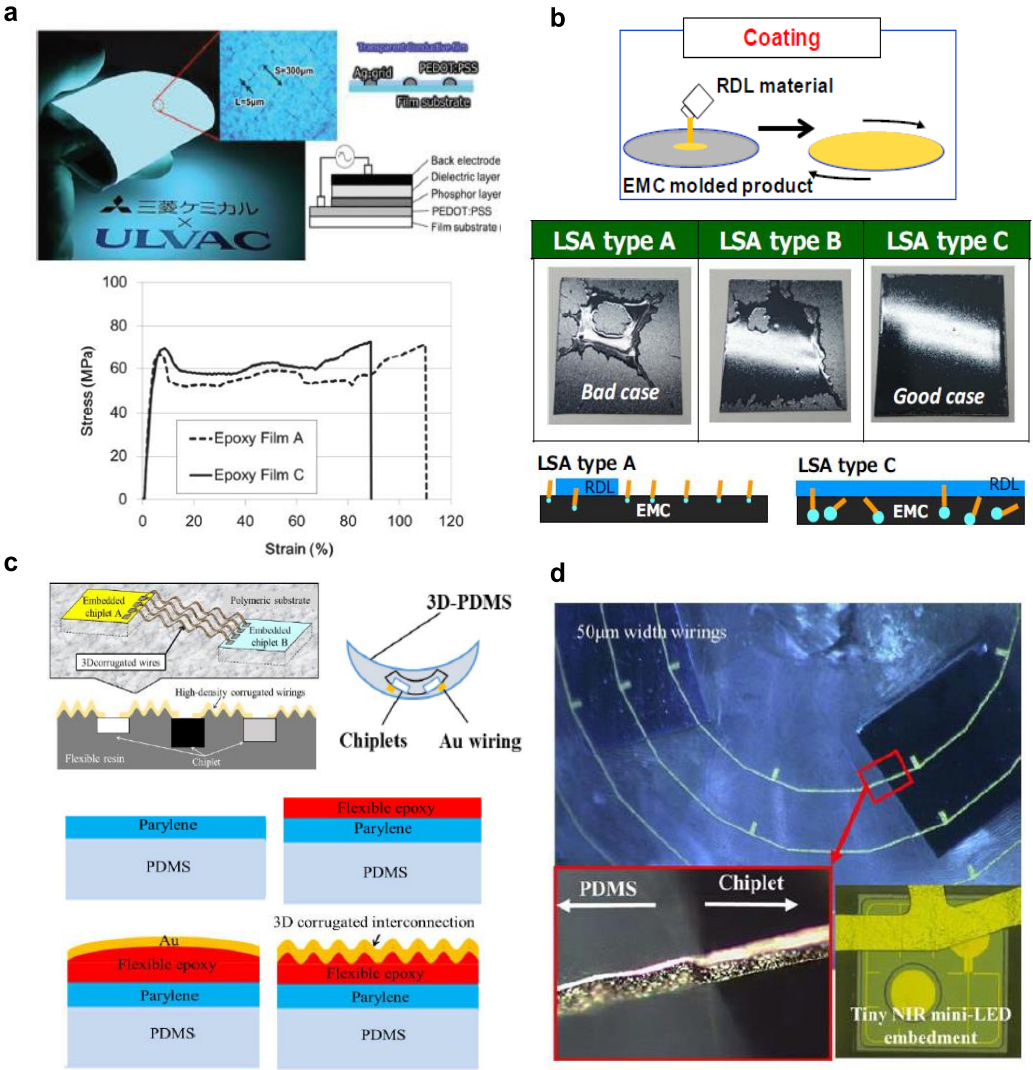 a
S=300μm
L=5μm
Transparent Conductive film
Ag-grid
PEDOT:PSS
Film substrate
三菱ケミカル
×
ULVAC
Back electrode
Dielectric layer
Phosphor layer
PEDOT:PSS
Film substrate
Stress (MPa)
100
80
60
40
20
0
Epoxy Film A
Epoxy Film C
0 20 40 60 80 100 120
Strain (%)
b
Coating
RDL material
EMC molded product
LSA type A LSA type B LSA type C
Bad case
Good case
LSA type A
RDL
EMC
LSA type C
RDL
EMC
c
Embedded
chiplet A
Polymeric substrate
Embedded
chiplet B
3Dcorrugated wires
High-density corrugated wirings
Flexible resin
Chiplet
3D-PDMS
Chiplets
Au wiring
Parylene
PDMS
Flexible epoxy
Parylene
PDMS
Au
Flexible epoxy
Parylene
PDMS
3D corrugated interconnection
Flexible epoxy
Parylene
PDMS
d
50μm width wirings
PDMS
Chiplet
Tiny NIR mini-LED
embedment